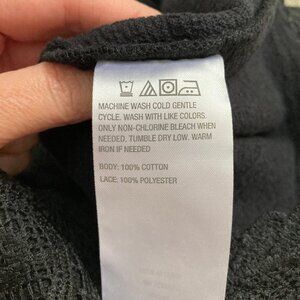 MACHINE WASH COLD GENTLE
CYCLE. WASH WITH LIKE COLORS.
ONLY NON-CHLORINE BLEACH WHEN
NEEDED. TUMBLE DRY LOW. WARM
IRON IF NEEDED
BODY: 100% COTTON
LACE: 100% POLYESTER